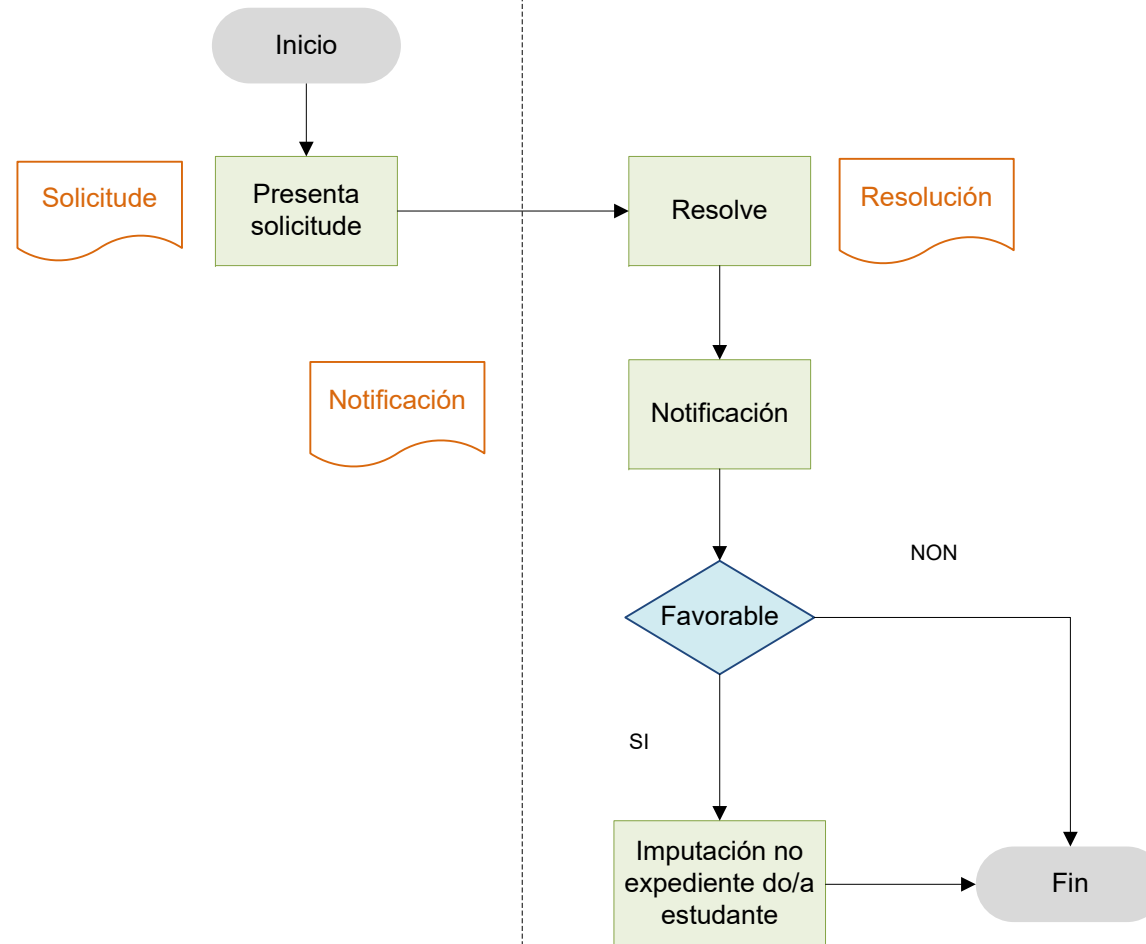 Inicio
Solicitude
Presenta
solicitude
Resolve
Resolución
Notificación
Notificación
Favorable
NON
SI
Imputación no
expediente do/a
estudante
Fin